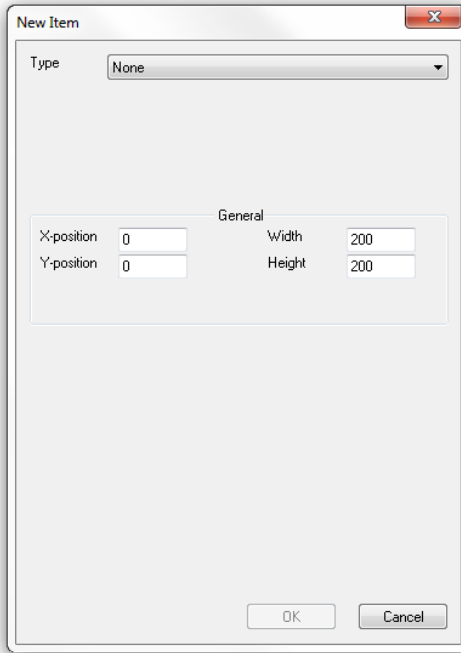 New Item
Type None
General
X-position 0 Width 200
Y-position 0 Height 200
OK Cancel